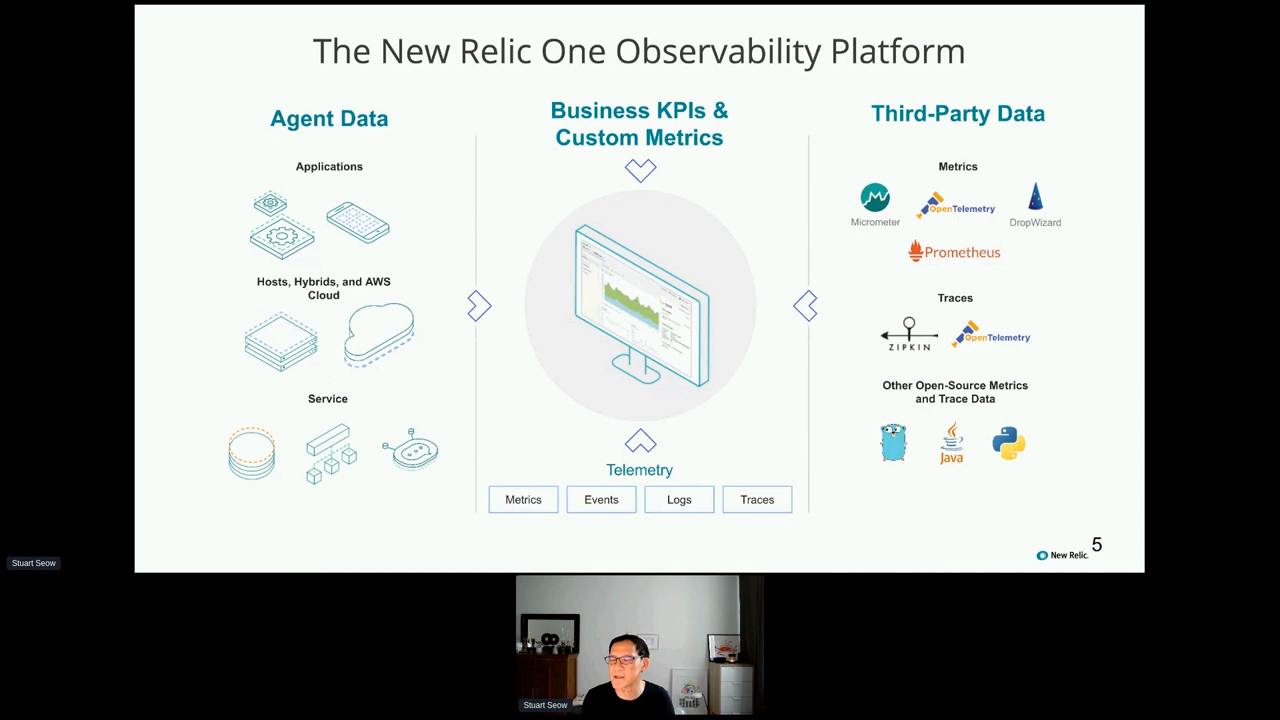 The New Relic One Observability Platform
Agent Data
Applications
Hosts, Hybrids, and AWS
Cloud
Service
Business KPIs &
Custom Metrics
Telemetry
Metrics
Events
Logs
Traces
Third-Party Data
Metrics
Micrometer
OpenTelemetry
DropWizard
Prometheus
Traces
ZIPKIN
OpenTelemetry
Other Open-Source Metrics
and Trace Data
Java
New Relic.
5
Stuart Seow
Stuart Seow